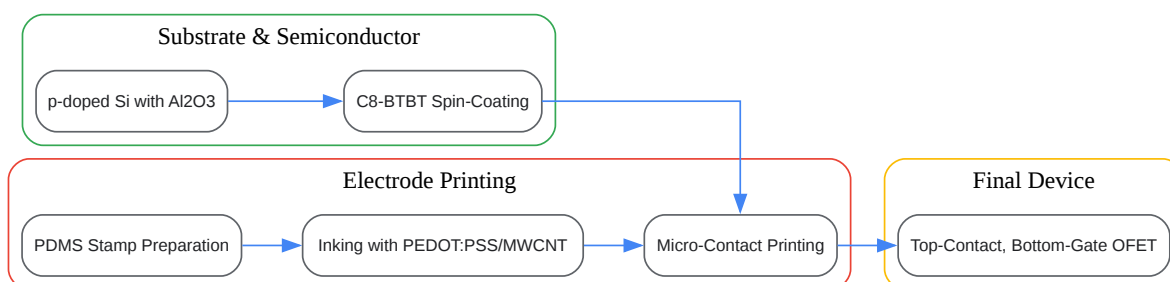 Substrate & Semiconductor
p-doped Si with Al2O3
C8-BTBT Spin-Coating
Electrode Printing
Final Device
PDMS Stamp Preparation
Inking with PEDOT:PSS/MWCNT
Micro-Contact Printing
Top-Contact, Bottom-Gate OFET